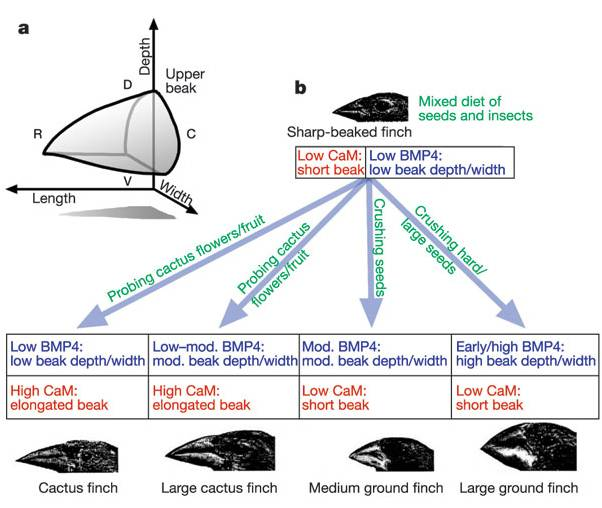 a
Depth
D
Upper
beak
R
C
V
Length
Width
b
Mixed diet of
seeds and insects
Sharp-beaked finch
Low CaM:
short beak
Low BMP4:
low beak depth/width
Probing cactus flowers/fruit
Probing cactus
flowers/fruit
Crushing seeds
Crushing hard/
large seeds
Low BMP4:
low beak depth/width
Low–mod. BMP4:
mod. beak depth/width
Mod. BMP4:
mod. beak depth/width
Early/high BMP4:
high beak depth/width
High CaM:
elongated beak
High CaM:
elongated beak
Low CaM:
short beak
Low CaM:
short beak
Cactus finch
Large cactus finch
Medium ground finch
Large ground finch